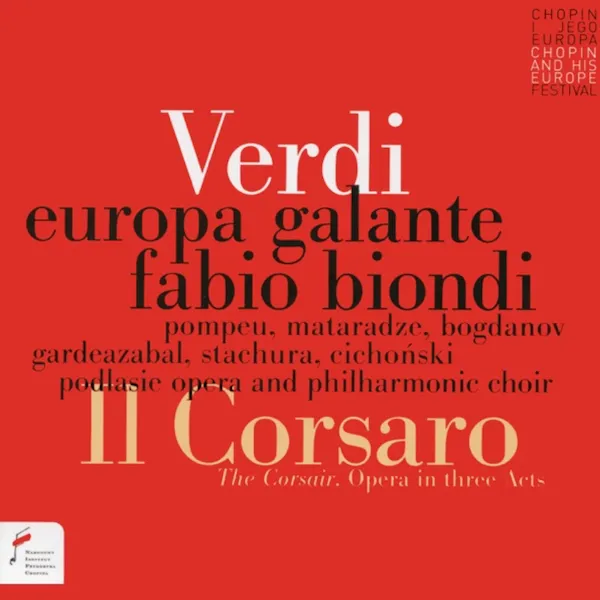 CHOPIN
I JEGO
EUROPA
CHOPIN
AND HIS
EUROPE
FESTIVAL
Verdi
europa galante
fabio biondi
pompeu, mataradze, bogdanov
gardeazabal, stachura, cichoński
podlasie opera and philharmonic choir
Il Corsaro
The Corsair. Opera in three Acts
Narodowy
Instytut
Fryderyka
Chopina